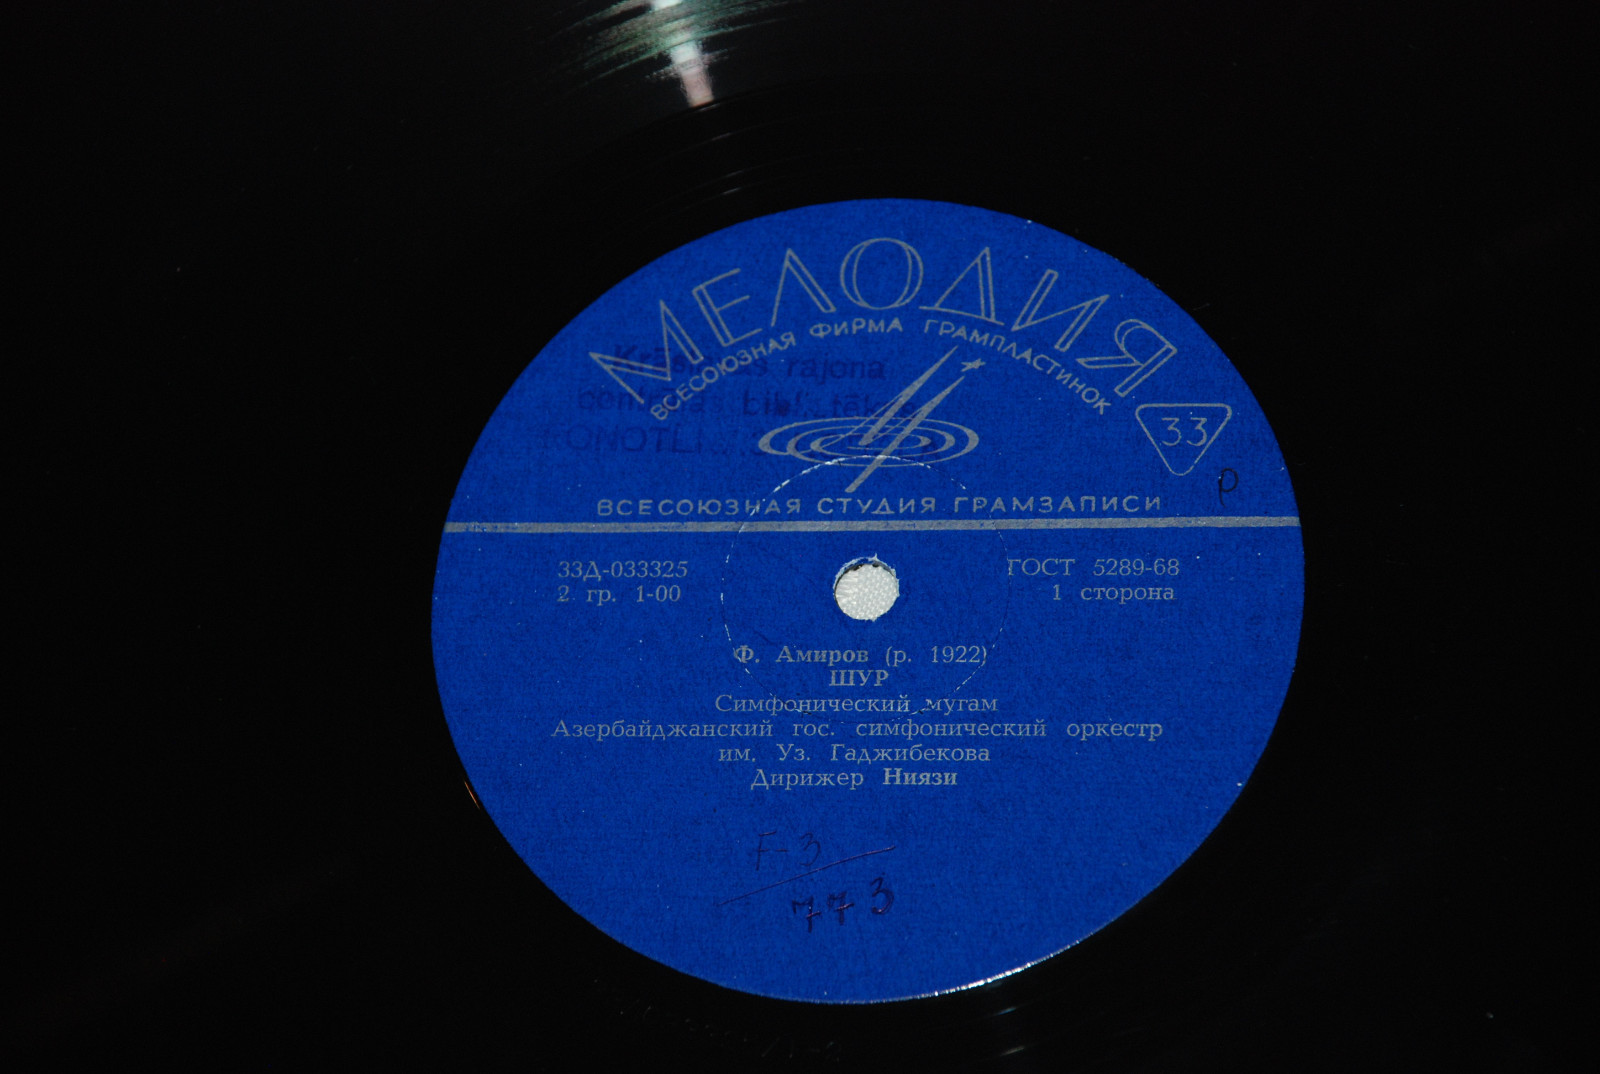 МЕЛОДИЯ
ВСЕСОЮЗНАЯ ФИРМА ГРАМПЛАСТИНОК
rajona
33
Р
ВСЕСОЮЗНАЯ СТУДИЯ ГРАМЗАПИСИ
33Д-033325
2 гр. 1-00
ГОСТ 5289-68
1 сторона
Ф. Амиров (р. 1922)
ШУР
Симфонический мугам
Азербайджанский гос. симфонический оркестр
им. Уз. Гаджибекова
Дирижер Ниязи
F-3
773